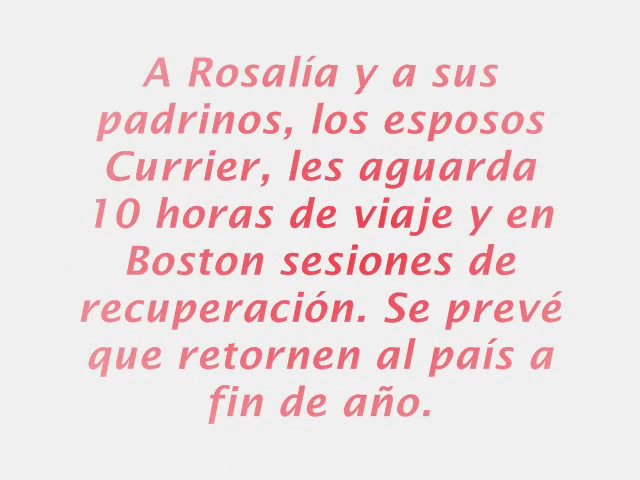 A Rosalía y a sus
padrinos, los esposos
Currier, les aguarda
10 horas de viaje y en
Boston sesiones de
recuperación. Se prevé
que retornen al país a
fin de año.